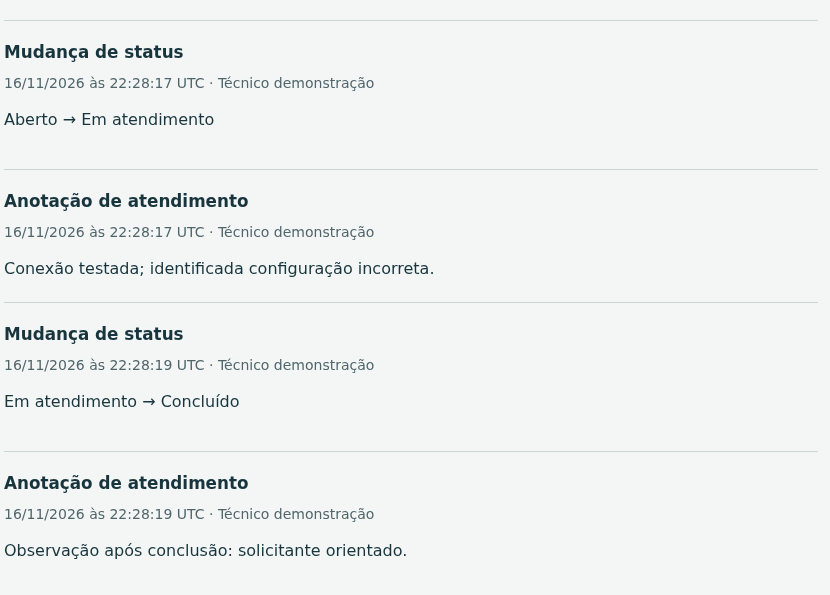 Mudança de status
16/11/2026 às 22:28:17 UTC · Técnico demonstração
Aberto → Em atendimento
Anotação de atendimento
16/11/2026 às 22:28:17 UTC · Técnico demonstração
Conexão testada; identificada configuração incorreta.
Mudança de status
16/11/2026 às 22:28:19 UTC · Técnico demonstração
Em atendimento → Concluído
Anotação de atendimento
16/11/2026 às 22:28:19 UTC · Técnico demonstração
Observação após conclusão: solicitante orientado.